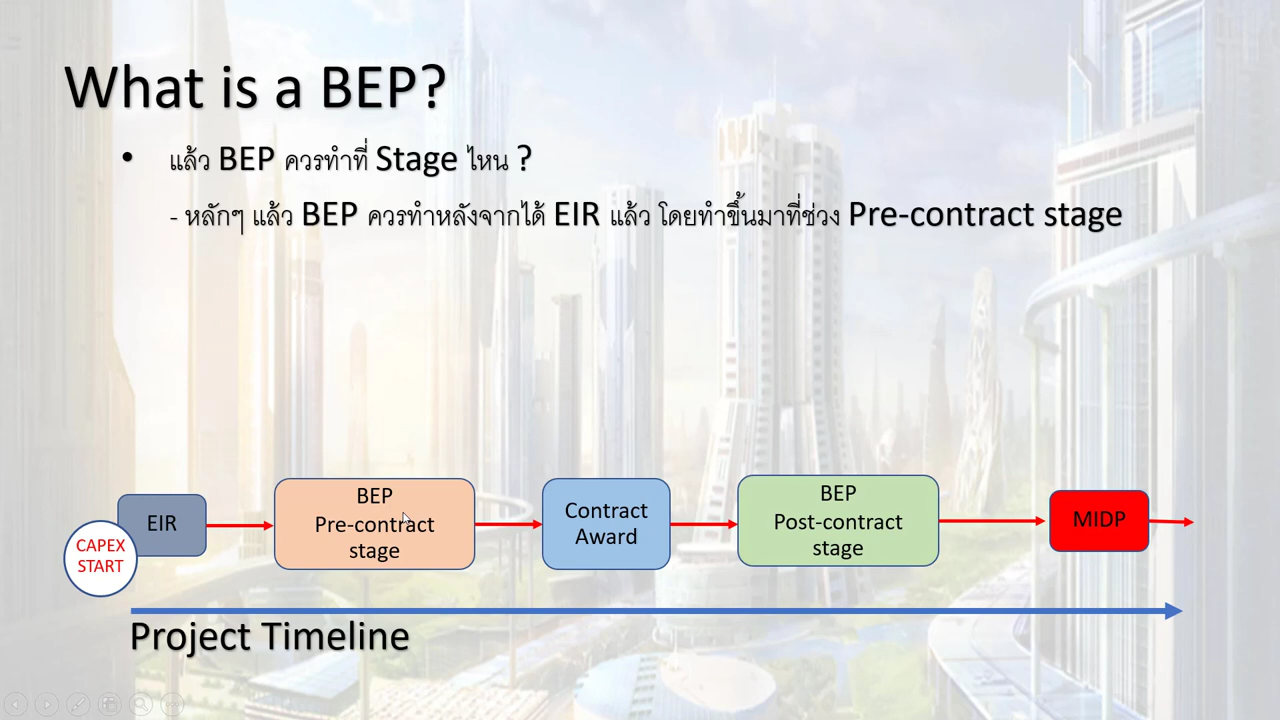 What is a BEP?
• แล้ว BEP ควรทำที่ Stage ไหน ?
- หลักๆ แล้ว BEP ควรทำหลังจากได้ EIR แล้ว โดยทำขึ้นมาที่ช่วง Pre-contract stage
EIR
CAPEX
START
BEP
Pre-contract
stage
Contract
Award
BEP
Post-contract
stage
MIDP
Project Timeline